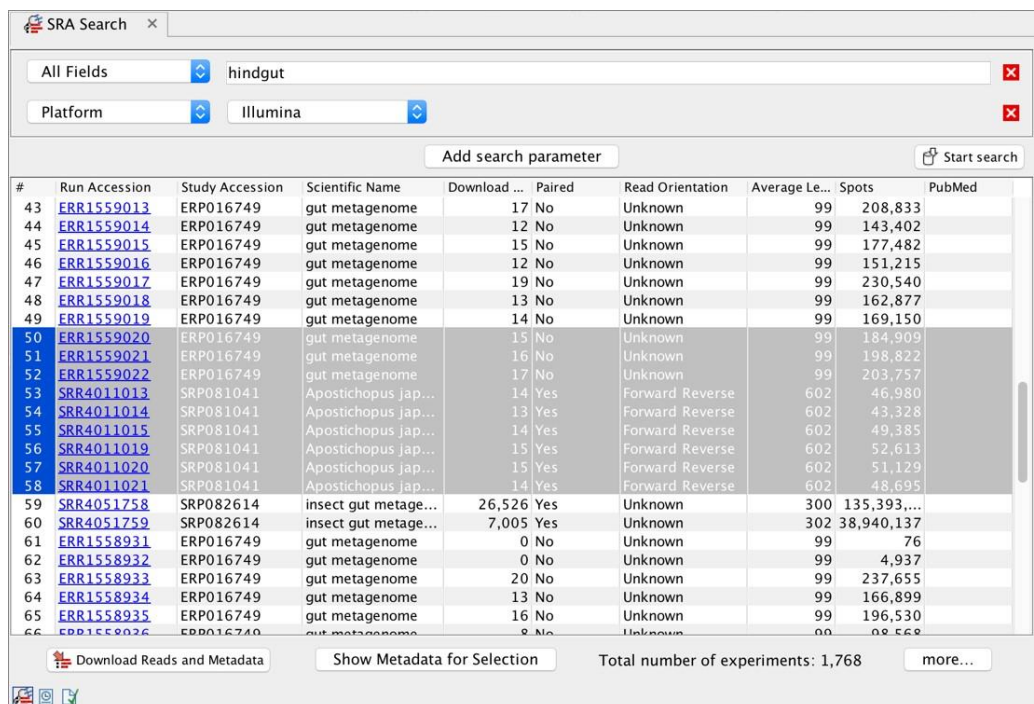 SRA Search ×
All Fields hindgut
Platform Illumina
Add search parameter Start search
# Run Accession Study Accession Scientific Name Download ... Paired Read Orientation Average Le... Spots PubMed
43 ERR1559013 ERP016749 gut metagenome 17 No Unknown 99 208,833
44 ERR1559014 ERP016749 gut metagenome 12 No Unknown 99 143,402
45 ERR1559015 ERP016749 gut metagenome 15 No Unknown 99 177,482
46 ERR1559016 ERP016749 gut metagenome 12 No Unknown 99 151,215
47 ERR1559017 ERP016749 gut metagenome 19 No Unknown 99 230,540
48 ERR1559018 ERP016749 gut metagenome 13 No Unknown 99 162,877
49 ERR1559019 ERP016749 gut metagenome 14 No Unknown 99 169,150
50 ERR1559020 ERP016749 gut metagenome 15 No Unknown 99 184,909
51 ERR1559021 ERP016749 gut metagenome 16 No Unknown 99 198,822
52 ERR1559022 ERP016749 gut metagenome 17 No Unknown 99 203,757
53 SRR4011013 SRP081041 Apostichopus jap... 14 Yes Forward Reverse 602 46,980
54 SRR4011014 SRP081041 Apostichopus jap... 13 Yes Forward Reverse 602 43,328
55 SRR4011015 SRP081041 Apostichopus jap... 14 Yes Forward Reverse 602 49,385
56 SRR4011019 SRP081041 Apostichopus jap... 15 Yes Forward Reverse 602 52,613
57 SRR4011020 SRP081041 Apostichopus jap... 15 Yes Forward Reverse 602 51,129
58 SRR4011021 SRP081041 Apostichopus jap... 14 Yes Forward Reverse 602 48,695
59 SRR4051758 SRP082614 insect gut metage... 26,526 Yes Unknown 300 135,393,...
60 SRR4051759 SRP082614 insect gut metage... 7,005 Yes Unknown 302 38,940,137
61 ERR1558931 ERP016749 gut metagenome 0 No Unknown 99 76
62 ERR1558932 ERP016749 gut metagenome 0 No Unknown 99 4,937
63 ERR1558933 ERP016749 gut metagenome 20 No Unknown 99 237,655
64 ERR1558934 ERP016749 gut metagenome 13 No Unknown 99 166,899
65 ERR1558935 ERP016749 gut metagenome 16 No Unknown 99 196,530
66 ERR1558936 ERP016749 gut metagenome 8 No Unknown 99 98,568
Download Reads and Metadata Show Metadata for Selection Total number of experiments: 1,768 more...